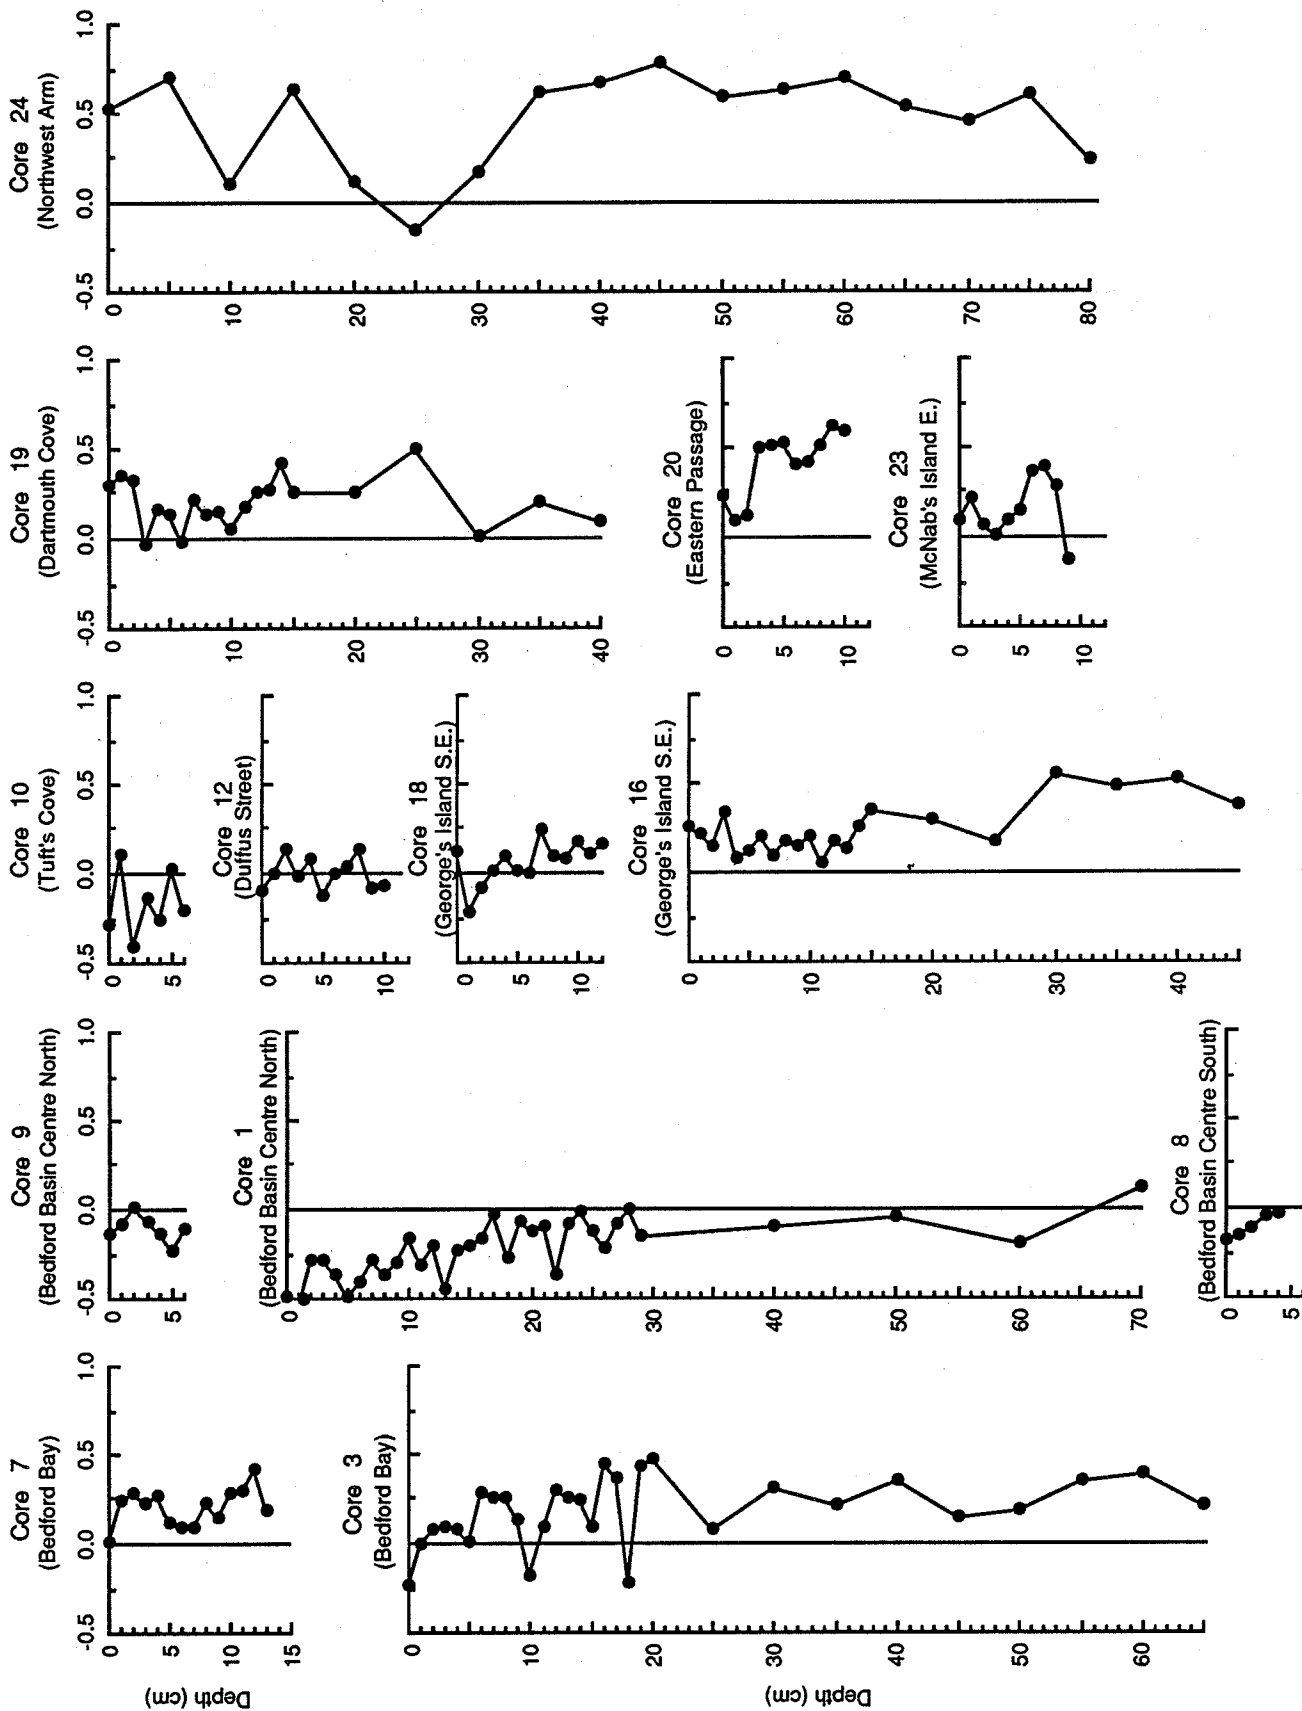 Core 7
(Bedford Bay)
-0.5 0.0 0.5 1.0
0
5
10
15
Depth (cm)
Core 3
(Bedford Bay)
0
10
20
30
40
50
60
Depth (cm)
Core 9
(Bedford Basin Centre North)
-0.5 0.0 0.5 1.0
0
5
Core 1
(Bedford Basin Centre North)
0
10
20
30
40
50
60
70
Core 8
(Bedford Basin Centre South)
0
5
Core 10
(Tuft's Cove)
-0.5 0.0 0.5 1.0
0
5
Core 12
(Duffus Street)
0
5
10
Core 18
(George's Island S.E.)
0
5
10
Core 16
(George's Island S.E.)
0
10
20
30
40
Core 19
(Dartmouth Cove)
-0.5 0.0 0.5 1.0
0
10
20
30
40
Core 20
(Eastern Passage)
0
5
10
Core 23
(McNab's Island E.)
0
5
10
Core 24
(Northwest Arm)
-0.5 0.0 0.5 1.0
0
10
20
30
40
50
60
70
80